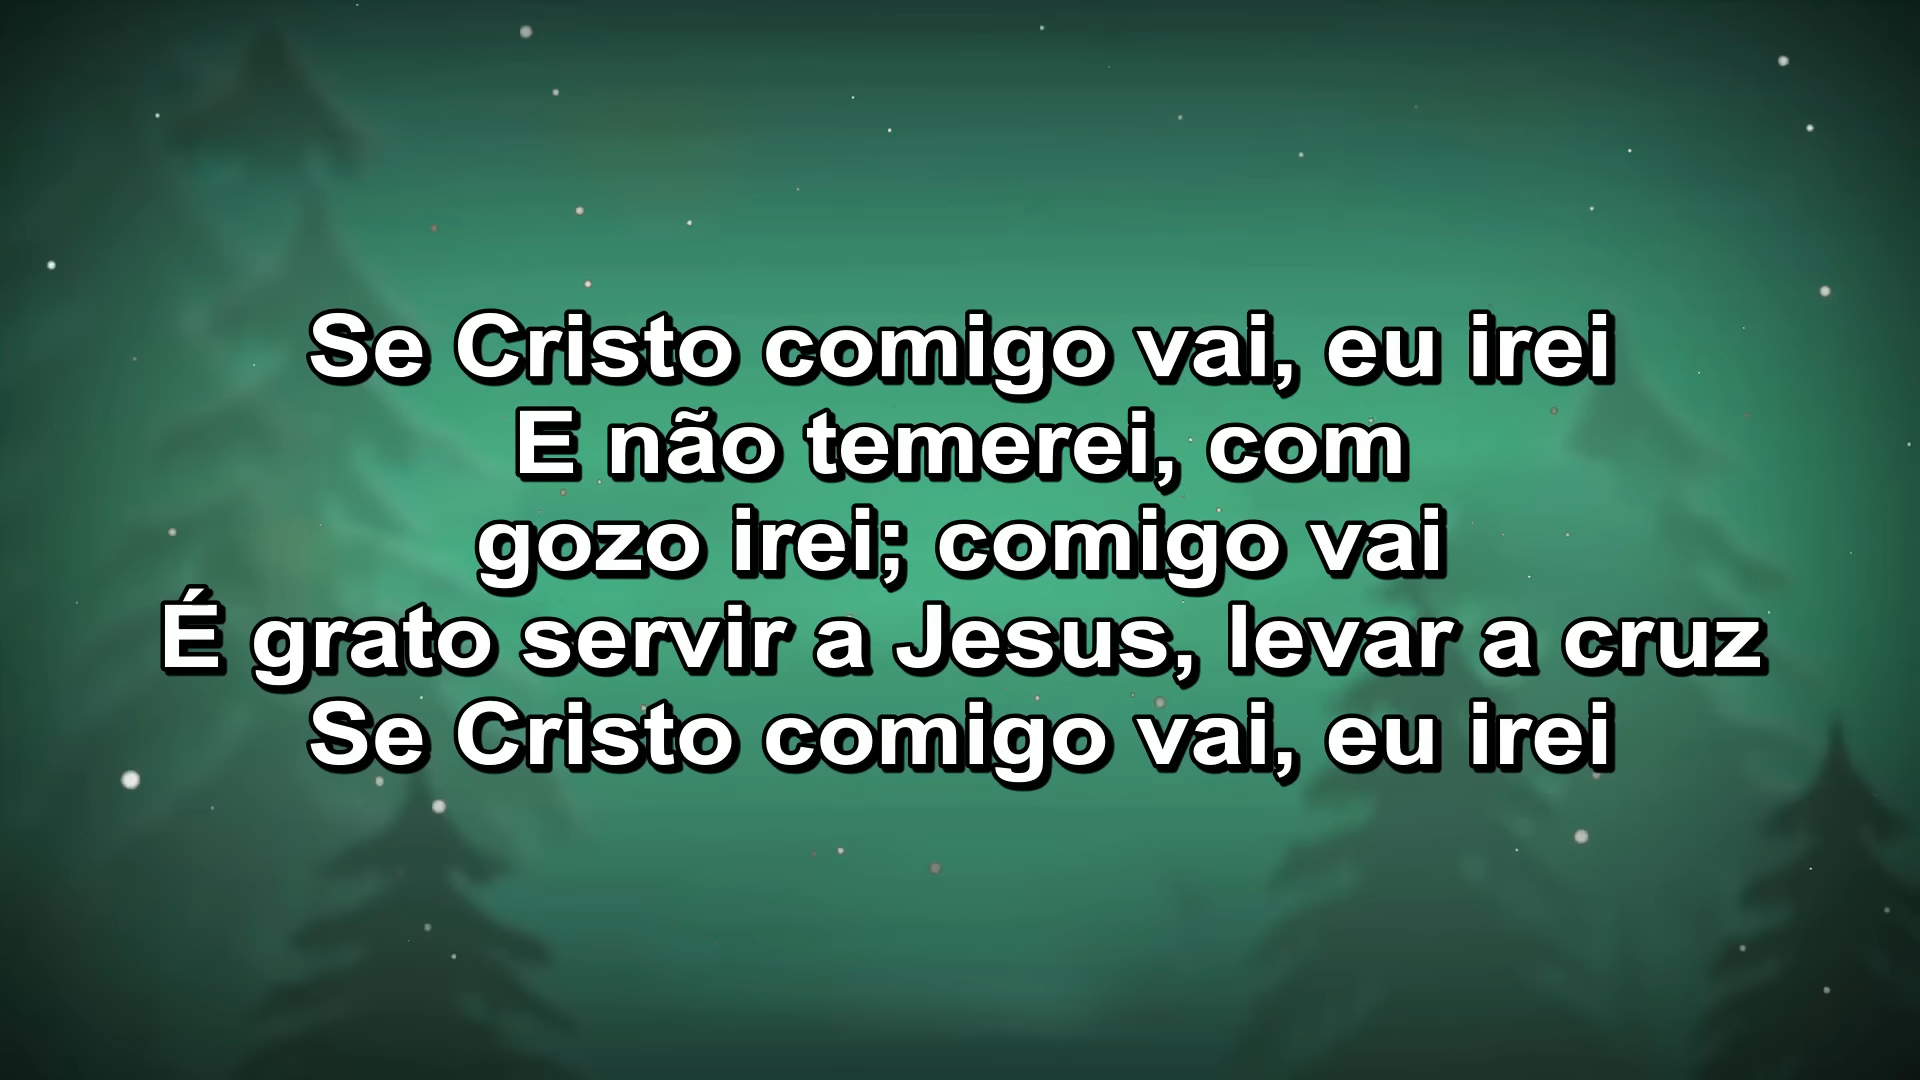 Se Cristo comigo vai, eu irei
E não temerei, com
gozo irei; comigo vai
É grato servir a Jesus, levar a cruz
Se Cristo comigo vai, eu irei